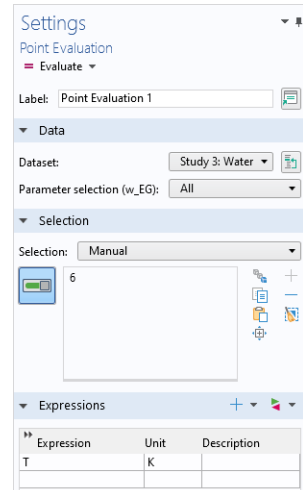 Settings
Point Evaluation
Evaluate
Label: Point Evaluation 1
Data
Dataset: Study 3: Water
Parameter selection (w_EG): All
Selection
Selection: Manual
6
Expressions
Expression Unit Description
T K